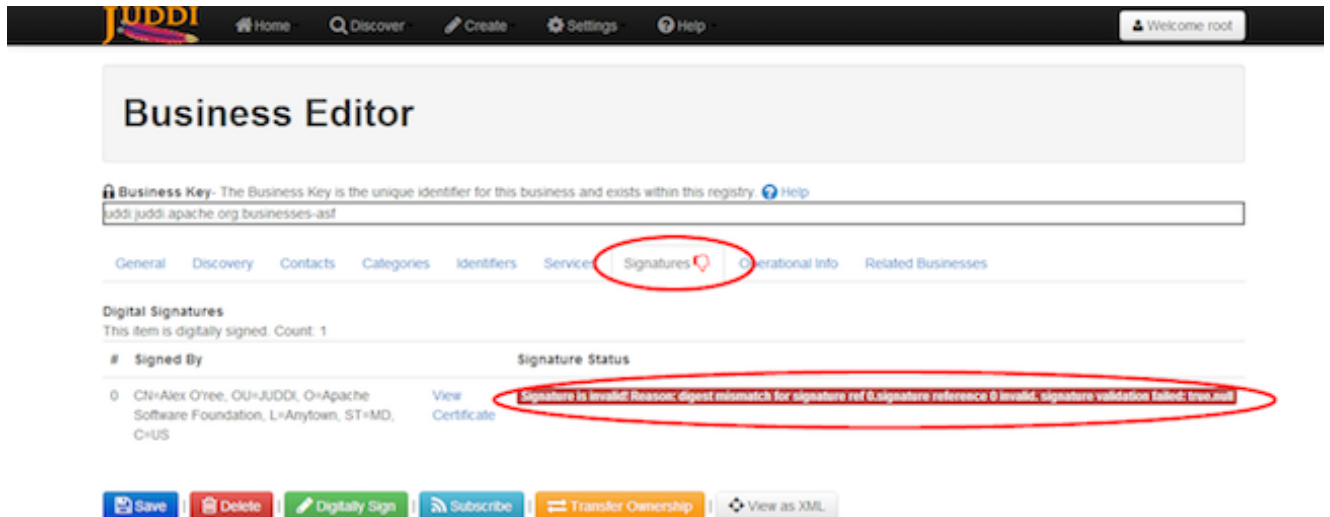 JUDDI Home Discover Create Settings Help Welcome root
Business Editor
Business Key- The Business Key is the unique identifier for this business and exists within this registry. Help
uddi:juddi.apache.org:businesses-asf
General Discovery Contacts Categories Identifiers Services Signatures Operational Info Related Businesses
Digital Signatures
This item is digitally signed. Count: 1
# Signed By Signature Status
0 CN=Alex O'ree, OU=JUDDI, O=Apache View Signature is invalid! Reason: digest mismatch for signature ref 0.signature reference 0 invalid. signature validation failed: true.null
Software Foundation, L=Anytown, ST=MD, Certificate
C=US
Save | Delete | Digitally Sign | Subscribe | Transfer Ownership | View as XML